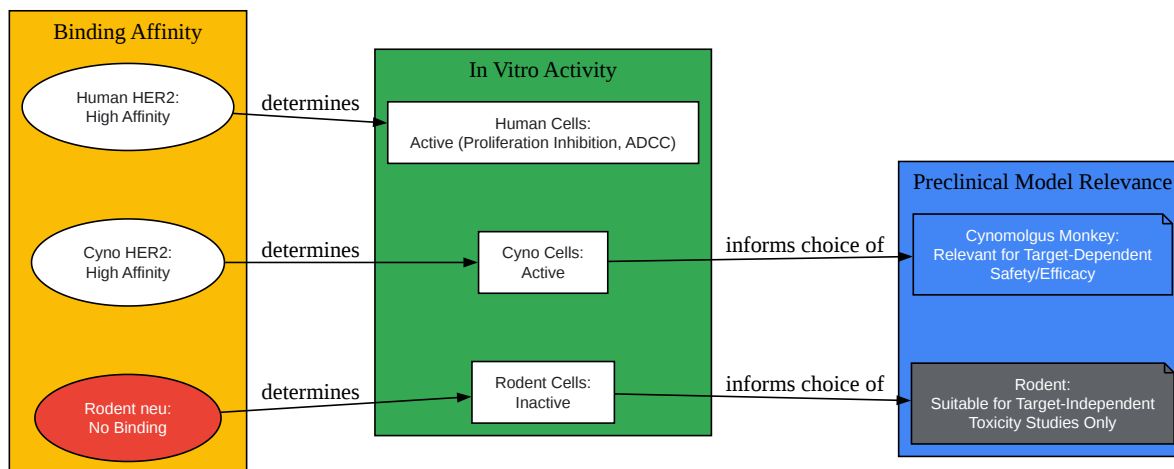 Binding Affinity
Human HER2:
High Affinity
Cyno HER2:
High Affinity
Rodent neu:
No Binding
determines
determines
determines
In Vitro Activity
Human Cells:
Active (Proliferation Inhibition, ADCC)
Cyno Cells:
Active
Rodent Cells:
Inactive
informs choice of
informs choice of
Preclinical Model Relevance
Cynomolgus Monkey:
Relevant for Target-Dependent
Safety/Efficacy
Rodent:
Suitable for Target-Independent
Toxicity Studies Only